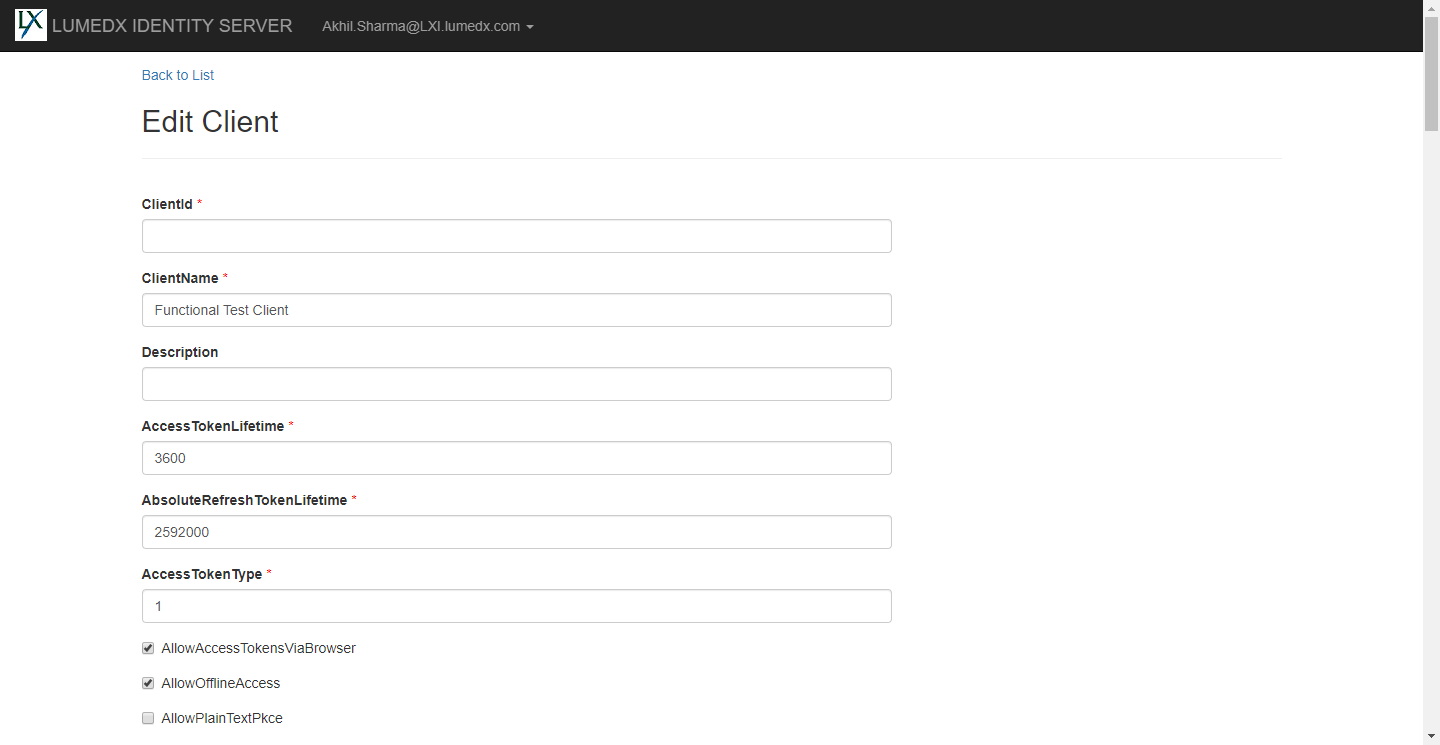 LX LUMEDX IDENTITY SERVER Akhil.Sharma@LXI.lumedx.com
Back to List
Edit Client
ClientId *
ClientName *
Functional Test Client
Description
AccessTokenLifetime *
3600
AbsoluteRefreshTokenLifetime *
2592000
AccessTokenType *
1
AllowAccessTokensViaBrowser
AllowOfflineAccess
AllowPlainTextPkce